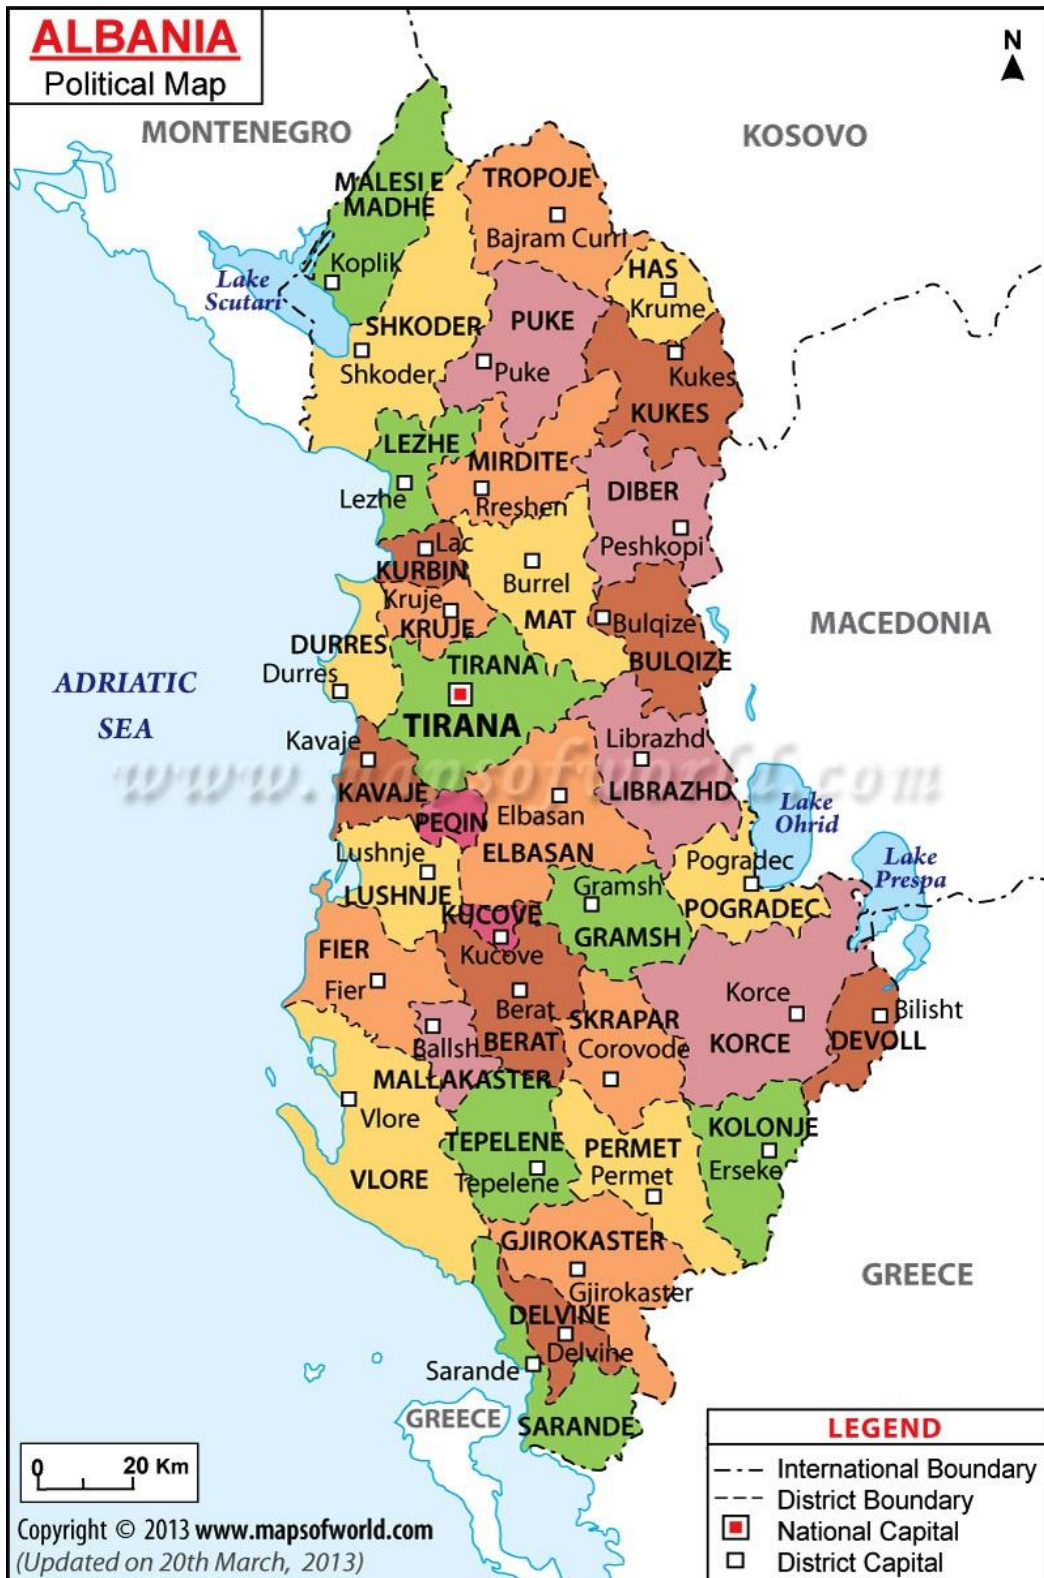 ALBANIA
Political Map
N
MONTENEGRO
KOSOVO
MALESI E
MADHE
Koplik
TROPOJE
Bajram Curri
Lake
Scutari
HAS
Krume
SHKODER
Shkoder
PUKE
Puke
Kukes
KUKES
LEZHE
Lezhe
MIRDITE
Rreshen
DIBER
Peshkopi
Lac
KURBIN
Burrel
MAT
Kruje
KRUJE
Bulqize
BULQIZE
MACEDONIA
DURRES
Durres
TIRANA
TIRANA
ADRIATIC
SEA
Kavaje
KAVAJE
Librazhd
LIBRAZHD
www.mapsofworld.com
PEQIN
Elbasan
ELBASAN
Lake
Ohrid
Lushnje
LUSHNJE
Pogradec
POGRADEC
Lake
Prespa
Gramsh
GRAMSH
KUCOVE
Kucove
FIER
Fier
Berat
BERAT
SKRAPAR
Corovode
Korce
KORCE
Bilisht
DEVOLL
Ballsh
MALLAKASTER
Vlore
VLORE
TEPELENE
Tepelene
PERMET
Permet
KOLONJE
Erseke
GJIROKASTER
Gjirokaster
GREECE
DELVINE
Delvine
Sarande
SARANDE
GREECE
LEGEND
International Boundary
District Boundary
National Capital
District Capital
0 20 Km
Copyright © 2013 www.mapsofworld.com
(Updated on 20th March, 2013)